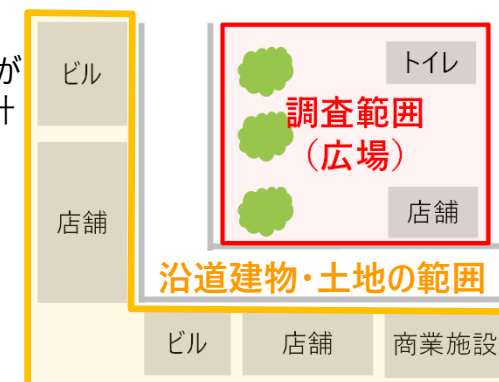 が
計
ビル
トイレ
調査範囲
（広場）
店舗
店舗
沿道建物・土地の範囲
ビル
店舗
商業施設